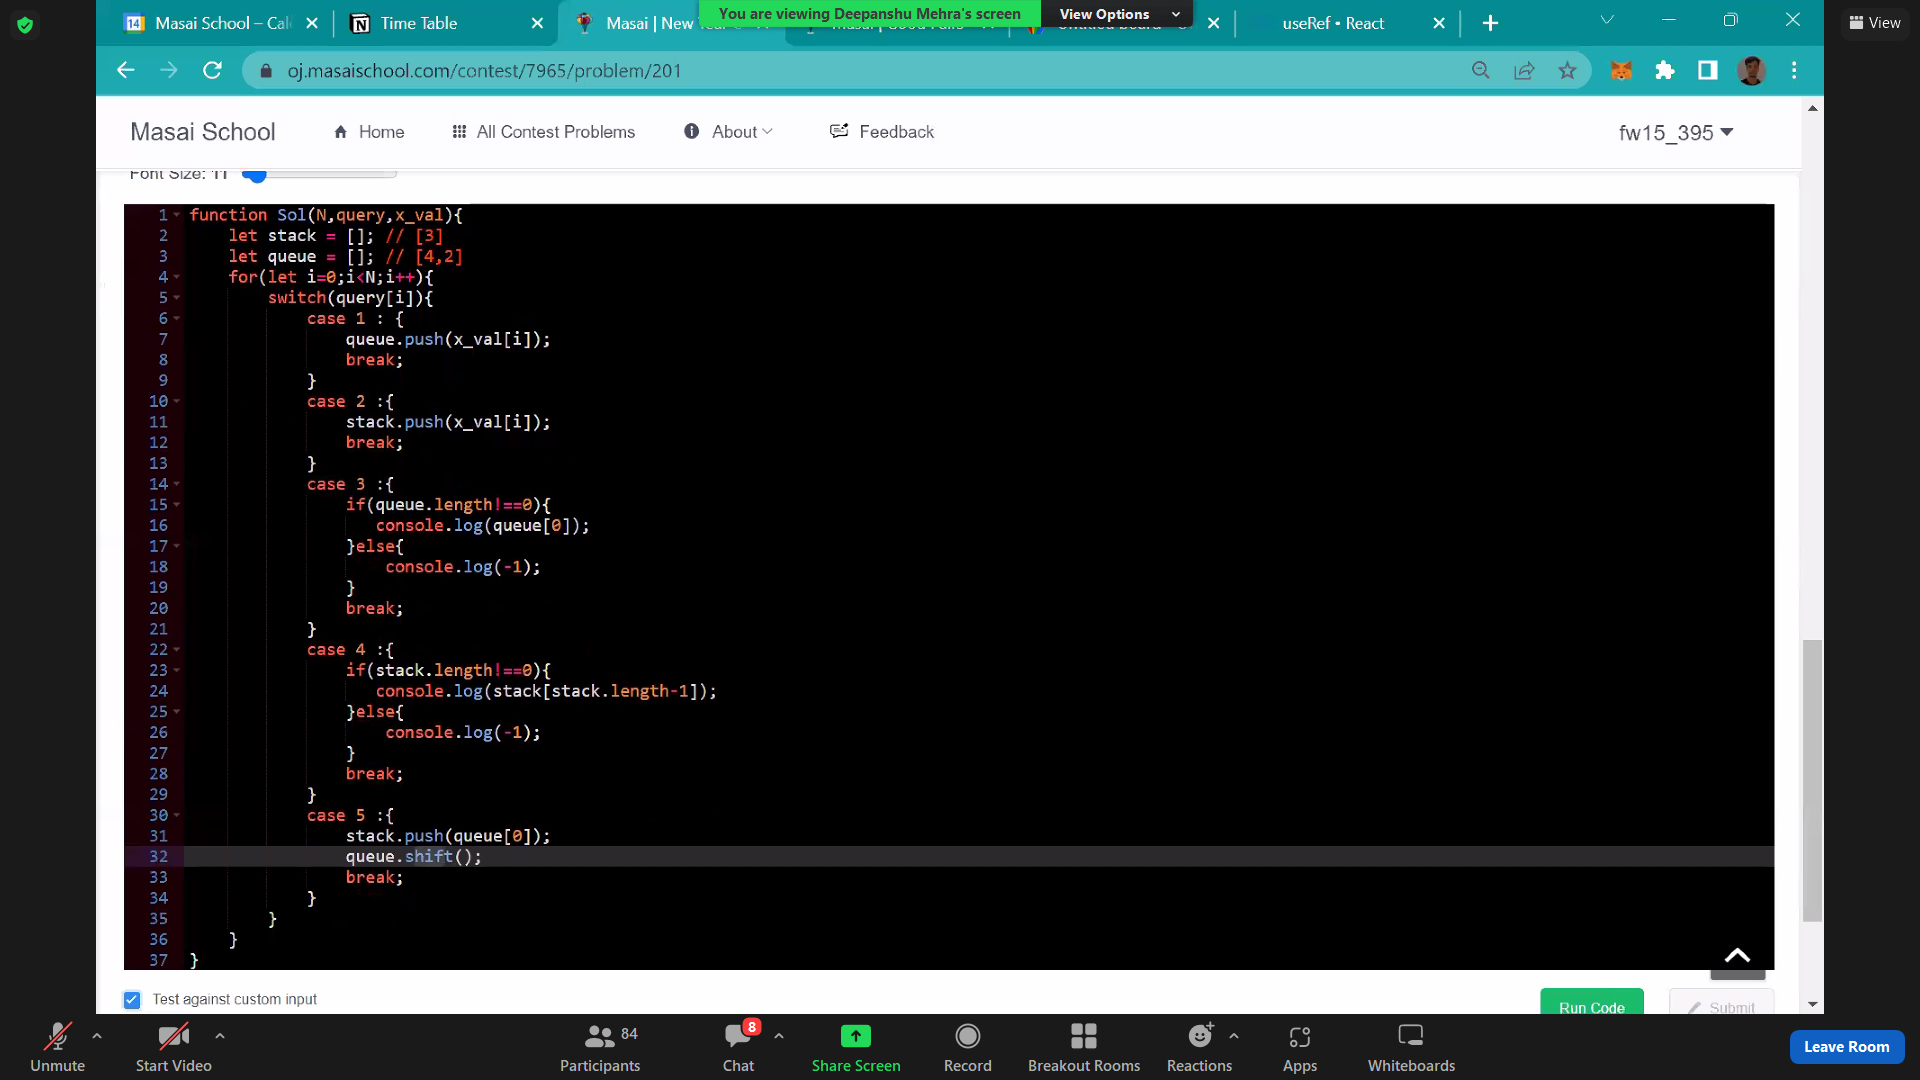 14 Masai School – Cal
Time Table
Masai | New
You are viewing Deepanshu Mehra's screen
View Options
useRef • React
View
oj.masaischool.com/contest/7965/problem/201
Masai School
Home
All Contest Problems
About
Feedback
fw15_395
Font Size: 11
1 function Sol(N,query,x_val){
2 let stack = []; // [3]
3 let queue = []; // [4,2]
4 for(let i=0;i<N;i++){
5 switch(query[i]){
6 case 1 : {
7 queue.push(x_val[i]);
8 break;
9 }
10 case 2 :{
11 stack.push(x_val[i]);
12 break;
13 }
14 case 3 :{
15 if(queue.length!==0){
16 console.log(queue[0]);
17 }else{
18 console.log(-1);
19 }
20 break;
21 }
22 case 4 :{
23 if(stack.length!==0){
24 console.log(stack[stack.length-1]);
25 }else{
26 console.log(-1);
27 }
28 break;
29 }
30 case 5 :{
31 stack.push(queue[0]);
32 queue.shift();
33 break;
34 }
35 }
36 }
37 }
Test against custom input
Run Code
Submit
Unmute
Start Video
84
Participants
8
Chat
Share Screen
Record
Breakout Rooms
Reactions
Apps
Whiteboards
Leave Room